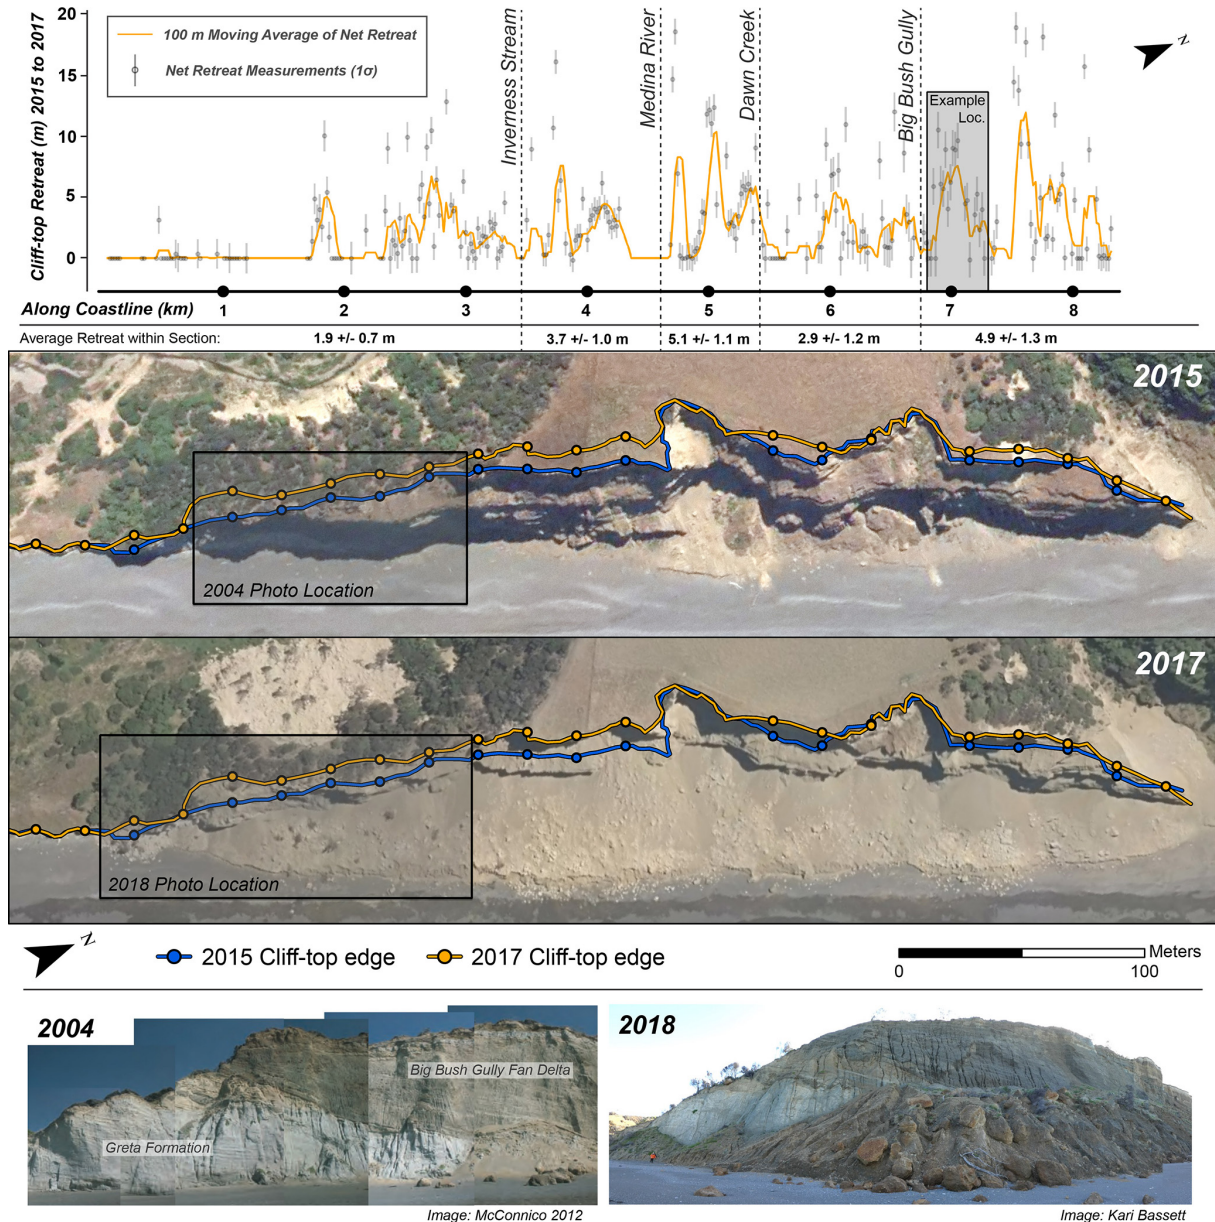 20
15
10
5
0
Cliff-top Retreat (m) 2015 to 2017
100 m Moving Average of Net Retreat
Net Retreat Measurements (1σ)
Inverness Stream
Medina River
Dawn Creek
Big Bush Gully
Example
Loc.
N
Along Coastline (km) 1 2 3 4 5 6 7 8
Average Retreat within Section: 1.9 +/- 0.7 m 3.7 +/- 1.0 m 5.1 +/- 1.1 m 2.9 +/- 1.2 m 4.9 +/- 1.3 m
2015
2004 Photo Location
2017
2018 Photo Location
N
2015 Cliff-top edge 2017 Cliff-top edge
Meters
0 100
2004
Big Bush Gully Fan Delta
Greta Formation
Image: McConnico 2012
2018
Image: Kari Bassett